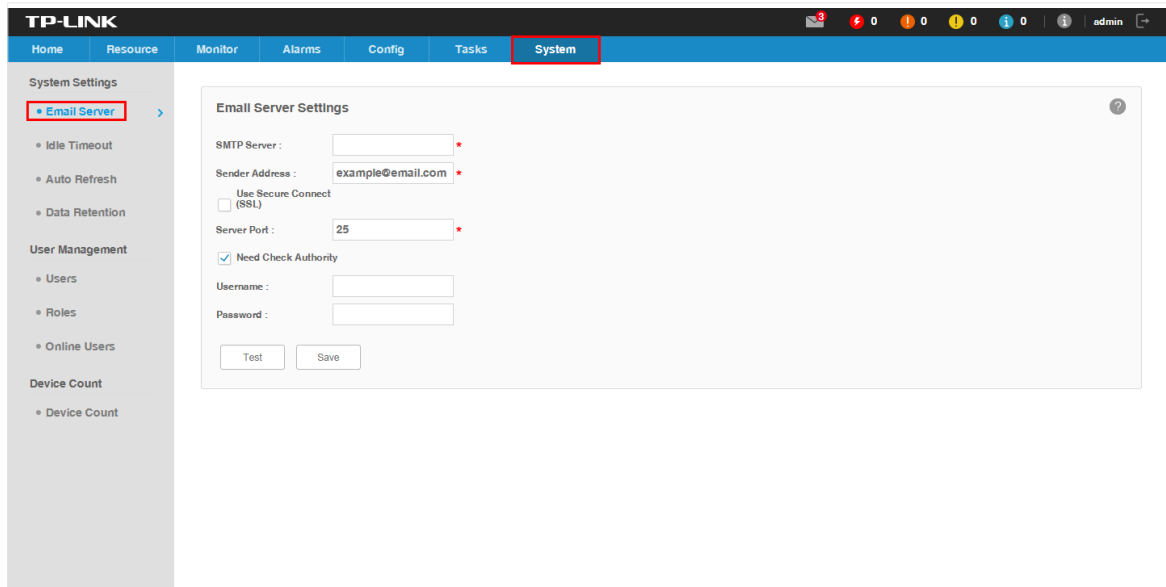 TP-LINK
3
0
0
0
0
admin
Home Resource Monitor Alarms Config Tasks System
System Settings
Email Server
Idle Timeout
Auto Refresh
Data Retention
User Management
Users
Roles
Online Users
Device Count
Device Count
Email Server Settings
?
SMTP Server :
*
Sender Address :
example@email.com *
Use Secure Connect
(SSL)
Server Port :
25 *
Need Check Authority
Username :
Password :
Test Save